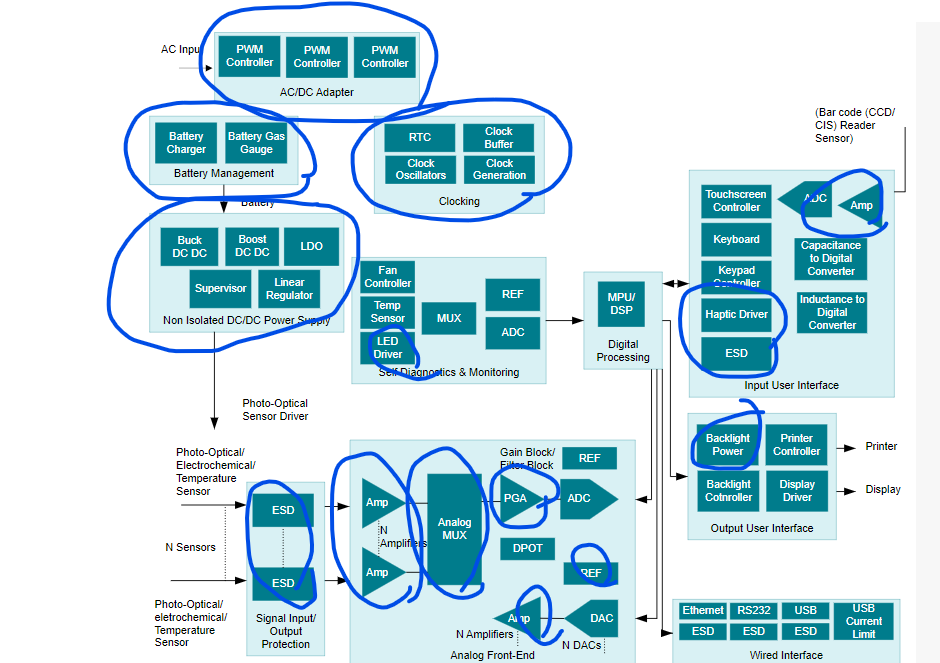 AC Inpu
PWM
Controller
PWM
Controller
PWM
Controller
AC/DC Adapter
Battery
Charger
Battery Gas
Gauge
Battery Management
Battery
RTC
Clock
Buffer
Clock
Oscillators
Clock
Generation
Clocking
(Bar code (CCD/
CIS) Reader
Sensor)
Buck
DC DC
Boost
DC DC
LDO
Supervisor
Linear
Regulator
Non Isolated DC/DC Power Supply
Fan
Controller
Temp
Sensor
LED
Driver
MUX
REF
ADC
Self Diagnostics & Monitoring
MPU/
DSP
Digital
Processing
Touchscreen
Controller
ADC
Amp
Keyboard
Capacitance
to Digital
Converter
Keypad
Controller
Haptic Driver
Inductance to
Digital
Converter
ESD
Input User Interface
Photo-Optical
Sensor Driver
Photo-Optical/
Electrochemical/
Temperature
Sensor
N Sensors
Photo-Optical/
eletrochemical/
Temperature
Sensor
ESD
ESD
Signal Input/
Output
Protection
Amp
N
Amplifiers
Amp
Analog
MUX
Gain Block/
Filter Block
PGA
REF
ADC
DPOT
REF
Amp
DAC
N Amplifiers
N DACs
Analog Front-End
Backlight
Power
Printer
Controller
Backlight
Cotnroller
Display
Driver
Output User Interface
Printer
Display
Ethernet
RS232
USB
USB
Current
Limit
ESD
ESD
ESD
Wired Interface